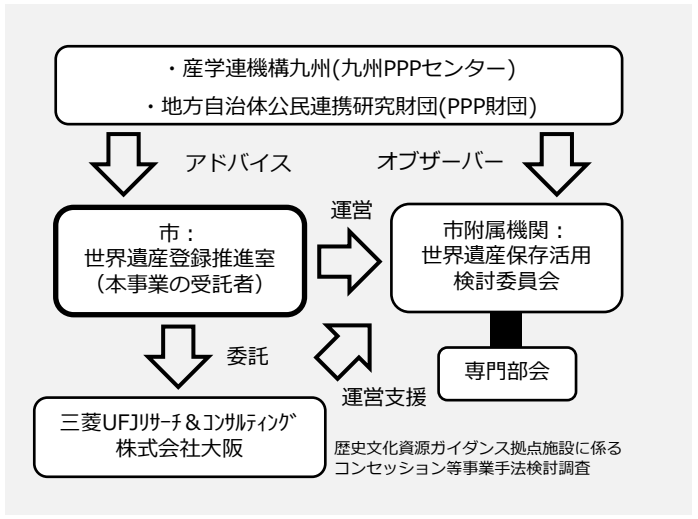 ・産学連機構九州(九州PPPセンター)
・地方自治体公民連携研究財団(PPP財団)
アドバイス
オブザーバー
市：
世界遺産登録推進室
（本事業の受託者）
運営
市附属機関：
世界遺産保存活用
検討委員会
委託
運営支援
専門部会
三菱UFJﾘｻｰﾁ＆ｺﾝｻﾙﾃｨﾝｸﾞ
株式会社大阪
歴史文化資源ガイダンス拠点施設に係る
コンセッション等事業手法検討調査